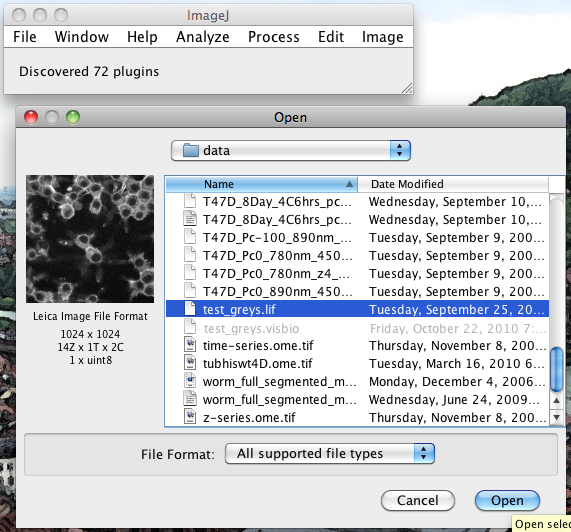 ImageJ
File Window Help Analyze Process Edit Image
Discovered 72 plugins
Open
data
Name Date Modified
T47D_8Day_4C6hrs_pc... Wednesday, September 10,...
T47D_8Day_4C6hrs_pc... Wednesday, September 10,...
T47D_Pc-100_890nm_... Tuesday, September 9, 200...
T47D_Pc0_780nm_450... Tuesday, September 9, 200...
T47D_Pc0_780nm_z4_... Tuesday, September 9, 200...
T47D_Pc0_890nm_450... Tuesday, September 9, 200...
test_greys.lif Tuesday, September 25, 20...
test_greys.visbio Friday, October 22, 2010 7:...
time-series.ome.tif Thursday, November 8, 200...
tubhiswt4D.ome.tif Tuesday, March 16, 2010 6...
worm_full_segmented_m... Monday, December 4, 2006...
worm_full_segmented_m... Wednesday, June 24, 2009...
z-series.ome.tif Thursday, November 8, 200...
Leica Image File Format
1024 x 1024
14Z x 1T x 2C
1 x uint8
File Format: All supported file types
Cancel Open
Open selec